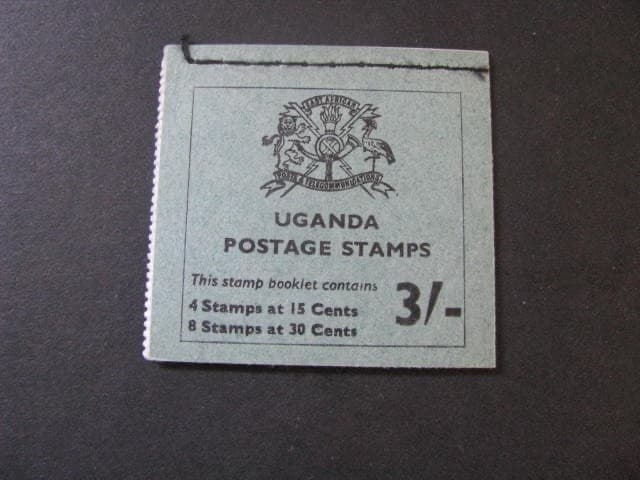 EAST AFRICAN
POSTS & TELECOMMUNICATIONS
UGANDA
POSTAGE STAMPS
This stamp booklet contains
4 Stamps at 15 Cents
8 Stamps at 30 Cents
3/-